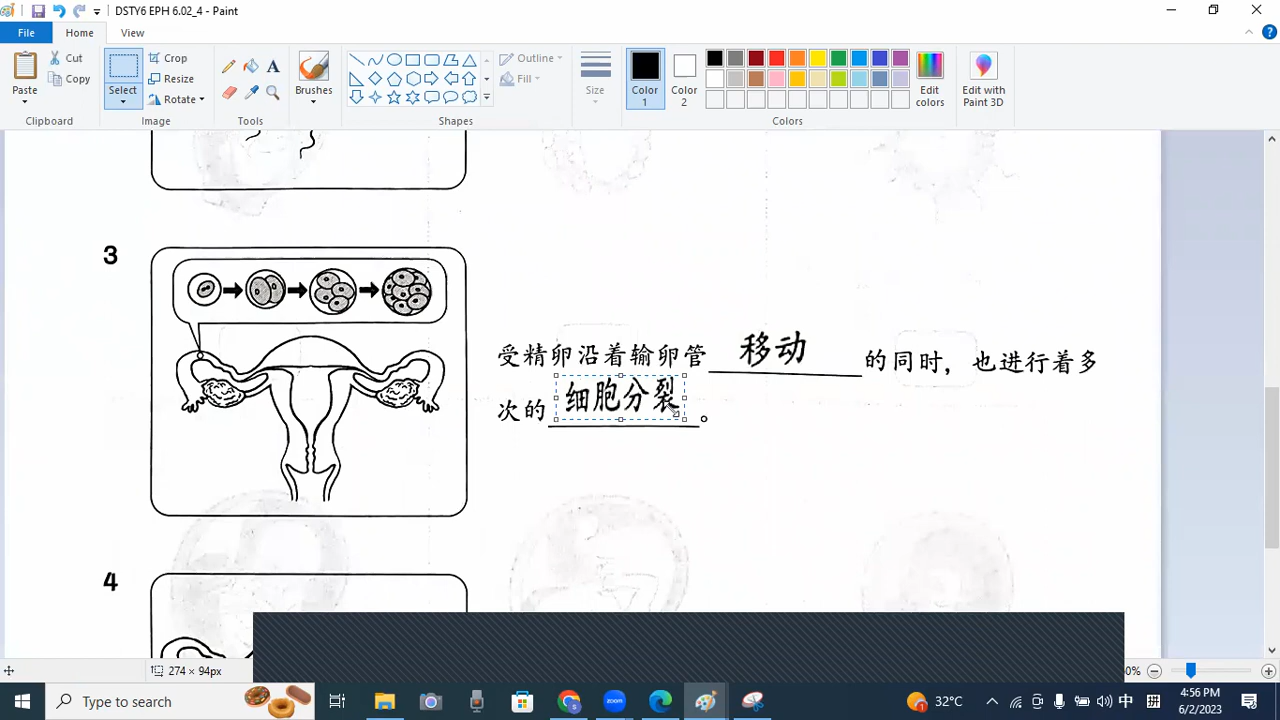 DSTY6 EPH 6.02_4 - Paint
File Home View
Paste
Cut
Copy
Clipboard
Select
Crop
Resize
Rotate
Image
Tools
Brushes
Shapes
Outline
Fill
Size
Color 1
Color 2
Colors
Edit colors
Edit with Paint 3D
3
受精卵沿着输卵管 移动 的同时，也进行着多
次的 细胞分裂 。
4
274 × 94px
0%
Type here to search
32°C
中
拼
4:56 PM
6/2/2023